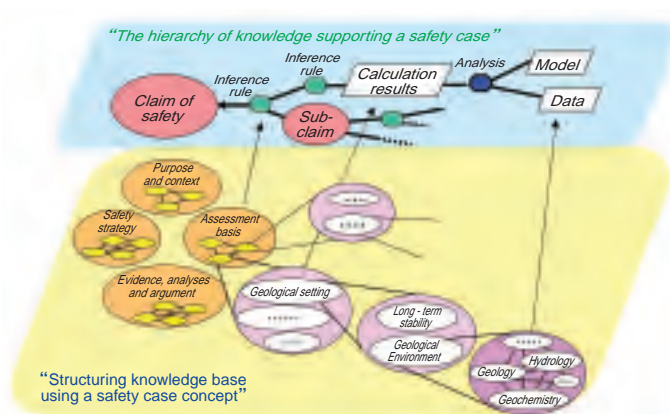 “The hierarchy of knowledge supporting a safety case”
Inference
rule
Inference
rule
Calculation
results
Analysis
Model
Data
Claim of
safety
Sub-
claim
Purpose
and context
Safety
strategy
Assessment
basis
Evidence, analyses
and argument
Geological setting
Long - term
stability
Geological
Environment
Hydrology
Geology
Geochemistry
“Structuring knowledge base
using a safety case concept”